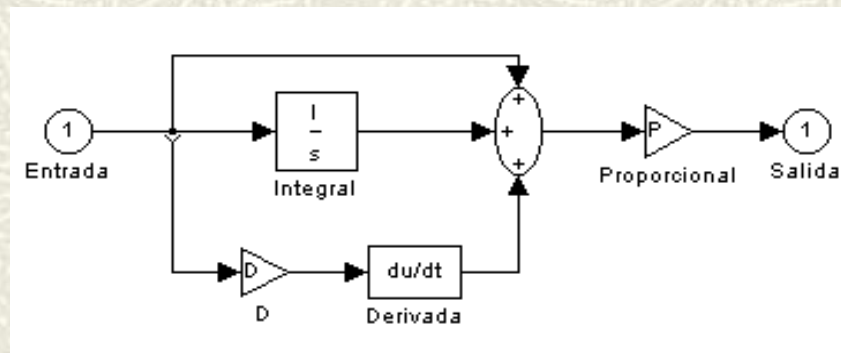 +
1
I
s
+
P
1
Entrada
+
Proporcional
Salida
Integral
D
du/dt
D
Derivada